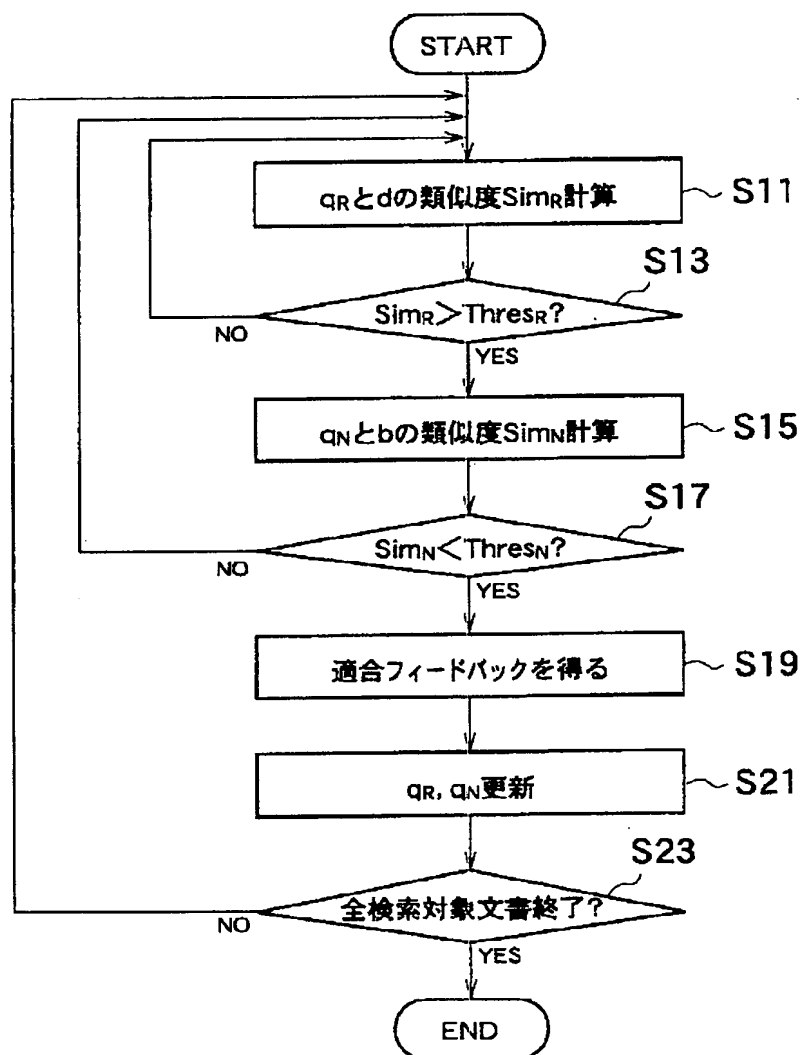 START
qRとdの類似度SimR計算
S11
S13
SimR>ThresR?
NO
YES
qNとbの類似度SimN計算
S15
S17
SimN<ThresN?
NO
YES
適合フィードバックを得る
S19
qR, qN更新
S21
S23
全検索対象文書終了?
NO
YES
END